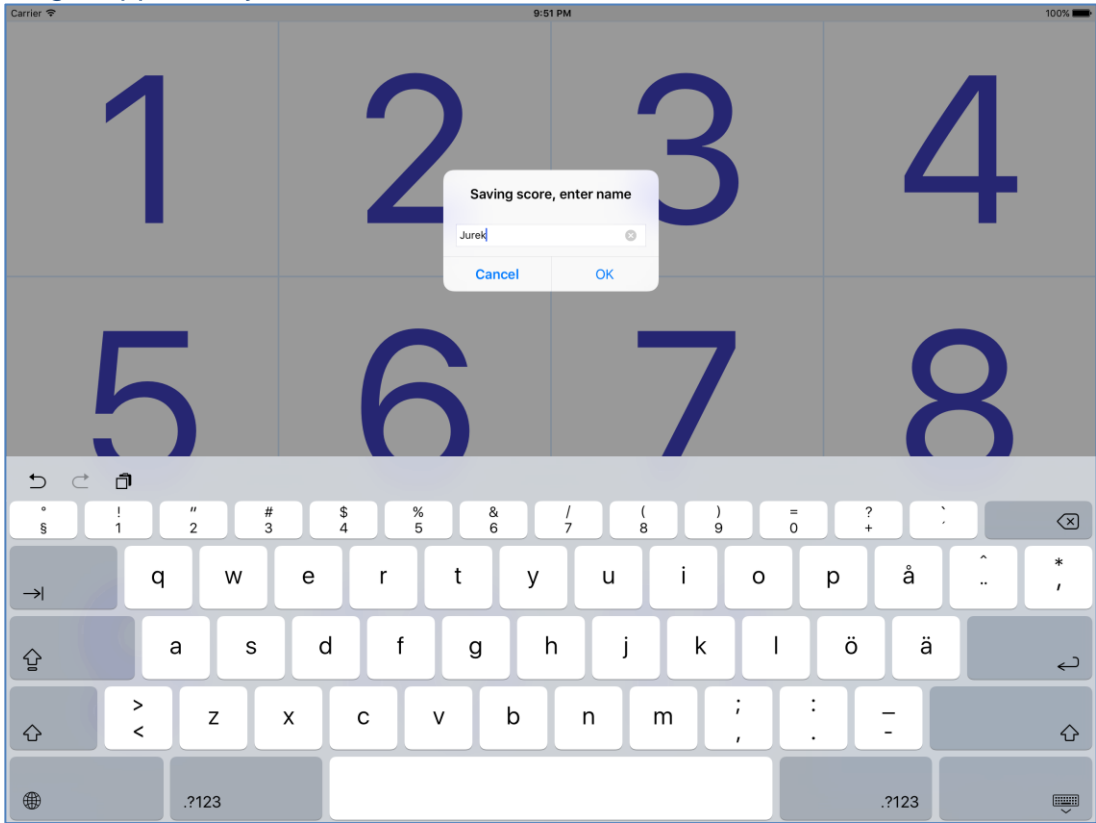 Carrier 9:51 PM 100%
1 2 3 4
Saving score, enter name
Jurek
Cancel OK
5 6 7 8
° ! " # $ % & / ( ) = ? `
§ 1 2 3 4 5 6 7 8 9 0 + ´
q w e r t y u i o p å ^ *
¨ '
a s d f g h j k l ö ä
> ; : _
< z x c v b n m , . -
.?123 .?123